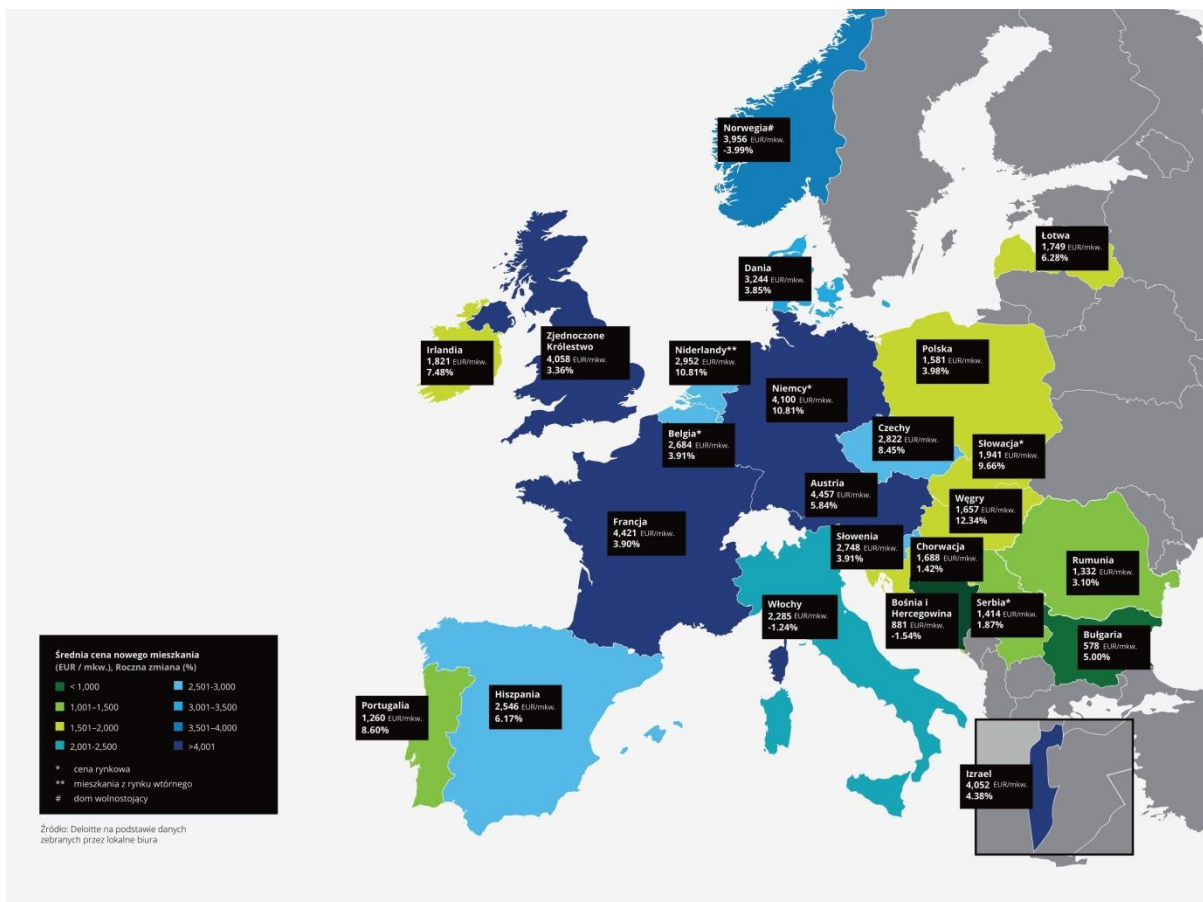 Norwegia#
3,956 EUR/mkw.
-3.99%
Łotwa
1,749 EUR/mkw.
6.28%
Dania
3,244 EUR/mkw.
3.85%
Irlandia
1,821 EUR/mkw.
7.48%
Zjednoczone
Królestwo
4,058 EUR/mkw.
3.36%
Niderlandy**
2,952 EUR/mkw.
10.81%
Polska
1,581 EUR/mkw.
3.98%
Niemcy*
4,100 EUR/mkw.
10.81%
Belgia*
2,684 EUR/mkw.
3.91%
Czechy
2,822 EUR/mkw.
8.45%
Słowacja*
1,941 EUR/mkw.
9.66%
Austria
4,457 EUR/mkw.
5.84%
Węgry
1,657 EUR/mkw.
12.34%
Francja
4,421 EUR/mkw.
3.90%
Słowenia
2,748 EUR/mkw.
3.91%
Chorwacja
1,688 EUR/mkw.
1.42%
Rumunia
1,332 EUR/mkw.
3.10%
Włochy
2,285 EUR/mkw.
-1.24%
Bośnia i
Hercegowina
881 EUR/mkw.
-1.54%
Serbia*
1,414 EUR/mkw.
1.87%
Bułgaria
578 EUR/mkw.
5.00%
Portugalia
1,260 EUR/mkw.
8.60%
Hiszpania
2,546 EUR/mkw.
6.17%
Izrael
4,052 EUR/mkw.
4.38%
Średnia cena nowego mieszkania
(EUR / mkw.), Roczna zmiana (%)
< 1,000
1,001–1,500
1,501–2,000
2,001-2,500
2,501-3,000
3,001–3,500
3,501–4,000
>4,001
* cena rynkowa
** mieszkania z rynku wtórnego
# dom wolnostojący
Źródło: Deloitte na podstawie danych
zebranych przez lokalne biura